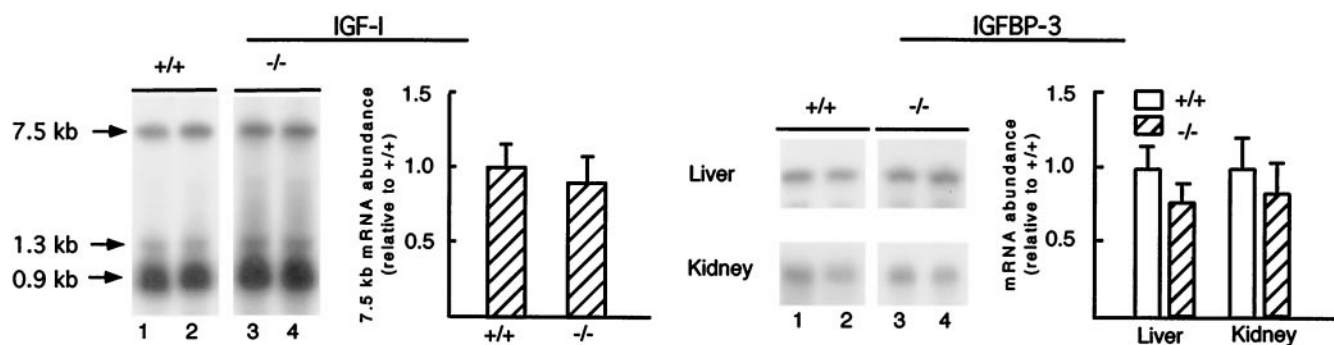 IGF-I
+/+ -/-
7.5 kb
1.3 kb
0.9 kb
1 2 3 4
7.5 kb mRNA abundance
(relative to +/+)
1.5
1.0
0.5
+/+ -/-
IGFBP-3
+/+ -/-
Liver
Kidney
1 2 3 4
mRNA abundance
(relative to +/+)
1.5
1.0
0.5
+/+
-/-
Liver Kidney